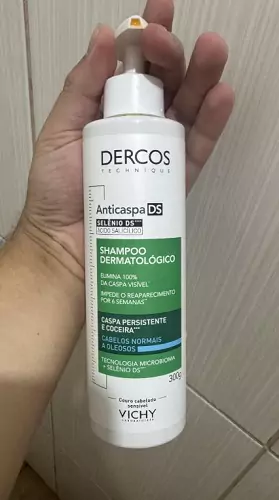 DERCOS
TECHNIQUE
Anticaspa DS
SELÊNIO DS***
ÁCIDO SALICÍLICO
SHAMPOO
DERMATOLÓGICO
ELIMINA 100%
DA CASPA VISÍVEL*
IMPEDE O REAPARECIMENTO
POR 6 SEMANAS**
CASPA PERSISTENTE
E COCEIRA***
CABELOS NORMAIS
A OLEOSOS
TECNOLOGIA MICROBIOMA
+ SELÊNIO DS***
300g
Couro cabeludo
sensível
VICHY
LABORATOIRES